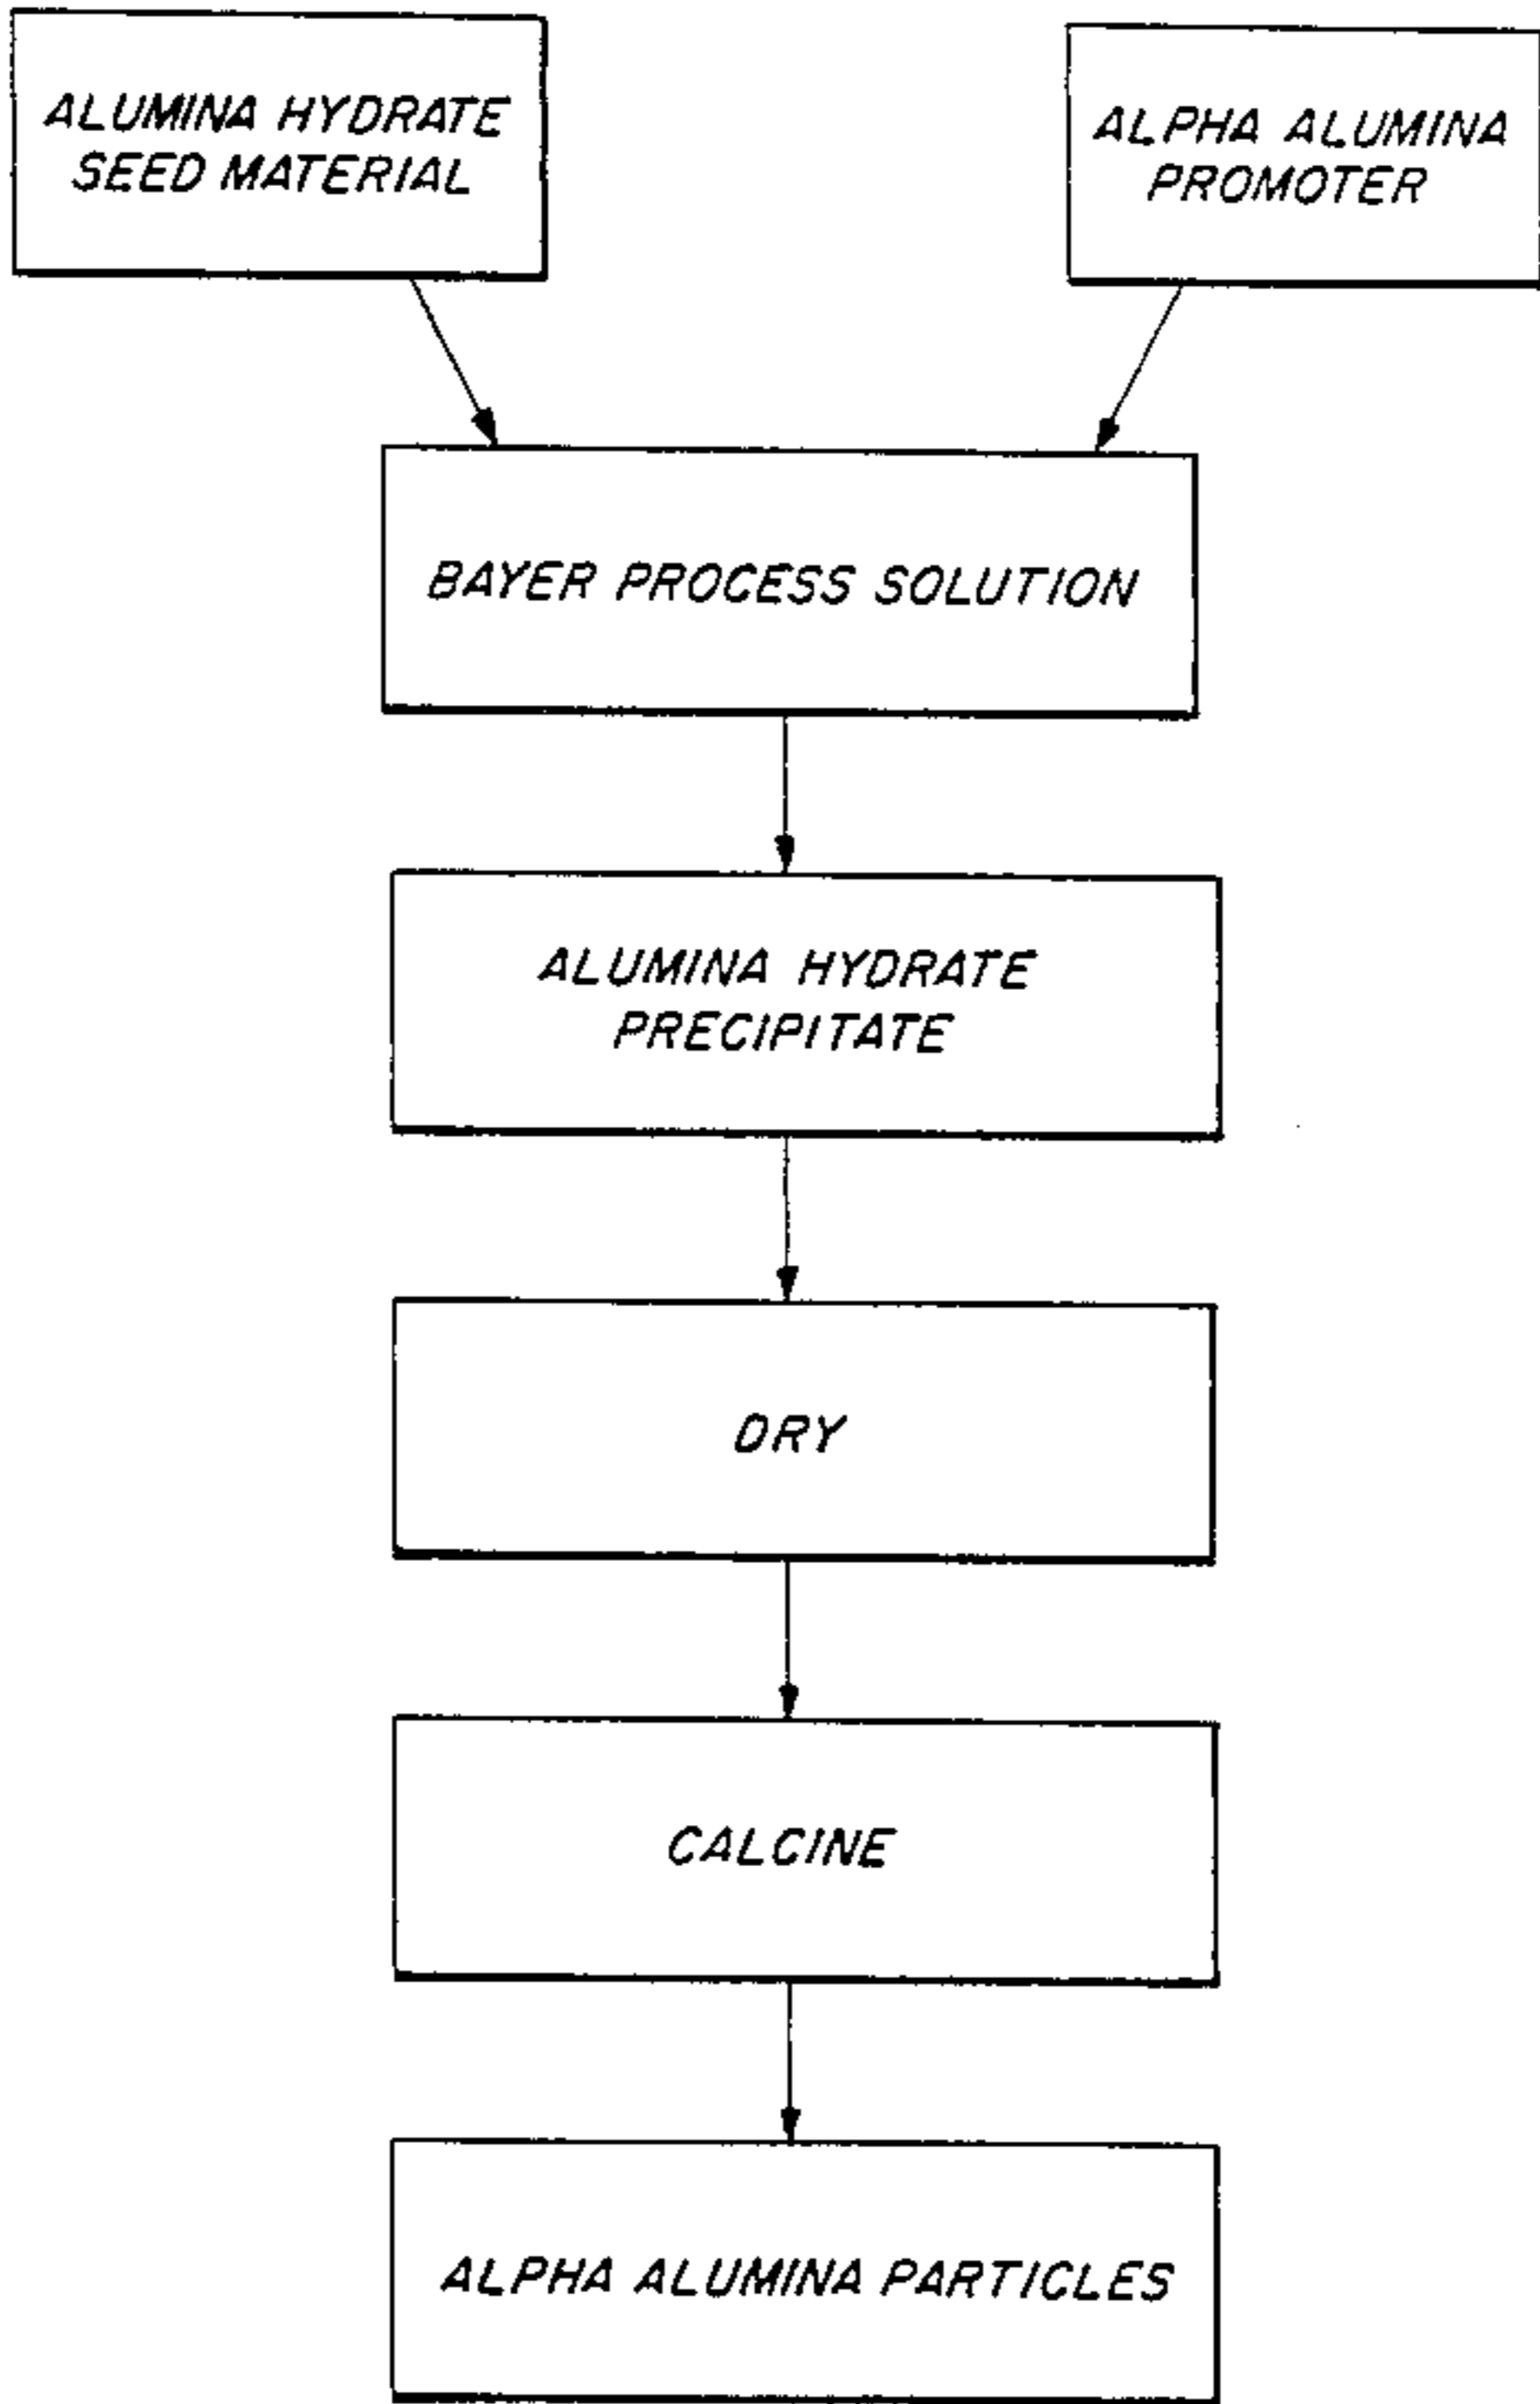 ALUMINA HYDRATE
SEED MATERIAL
ALPHA ALUMINA
PROMOTER
BAYER PROCESS SOLUTION
ALUMINA HYDRATE
PRECIPITATE
DRY
CALCINE
ALPHA ALUMINA PARTICLES